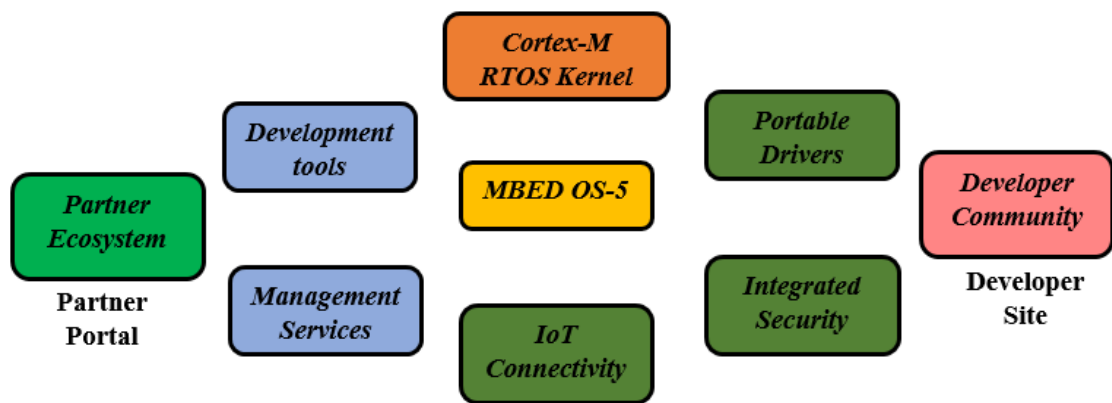 Cortex-M
RTOS Kernel
Development
tools
Portable
Drivers
MBED OS-5
Partner
Ecosystem
Developer
Community
Partner
Portal
Management
Services
Integrated
Security
Developer
Site
IoT
Connectivity